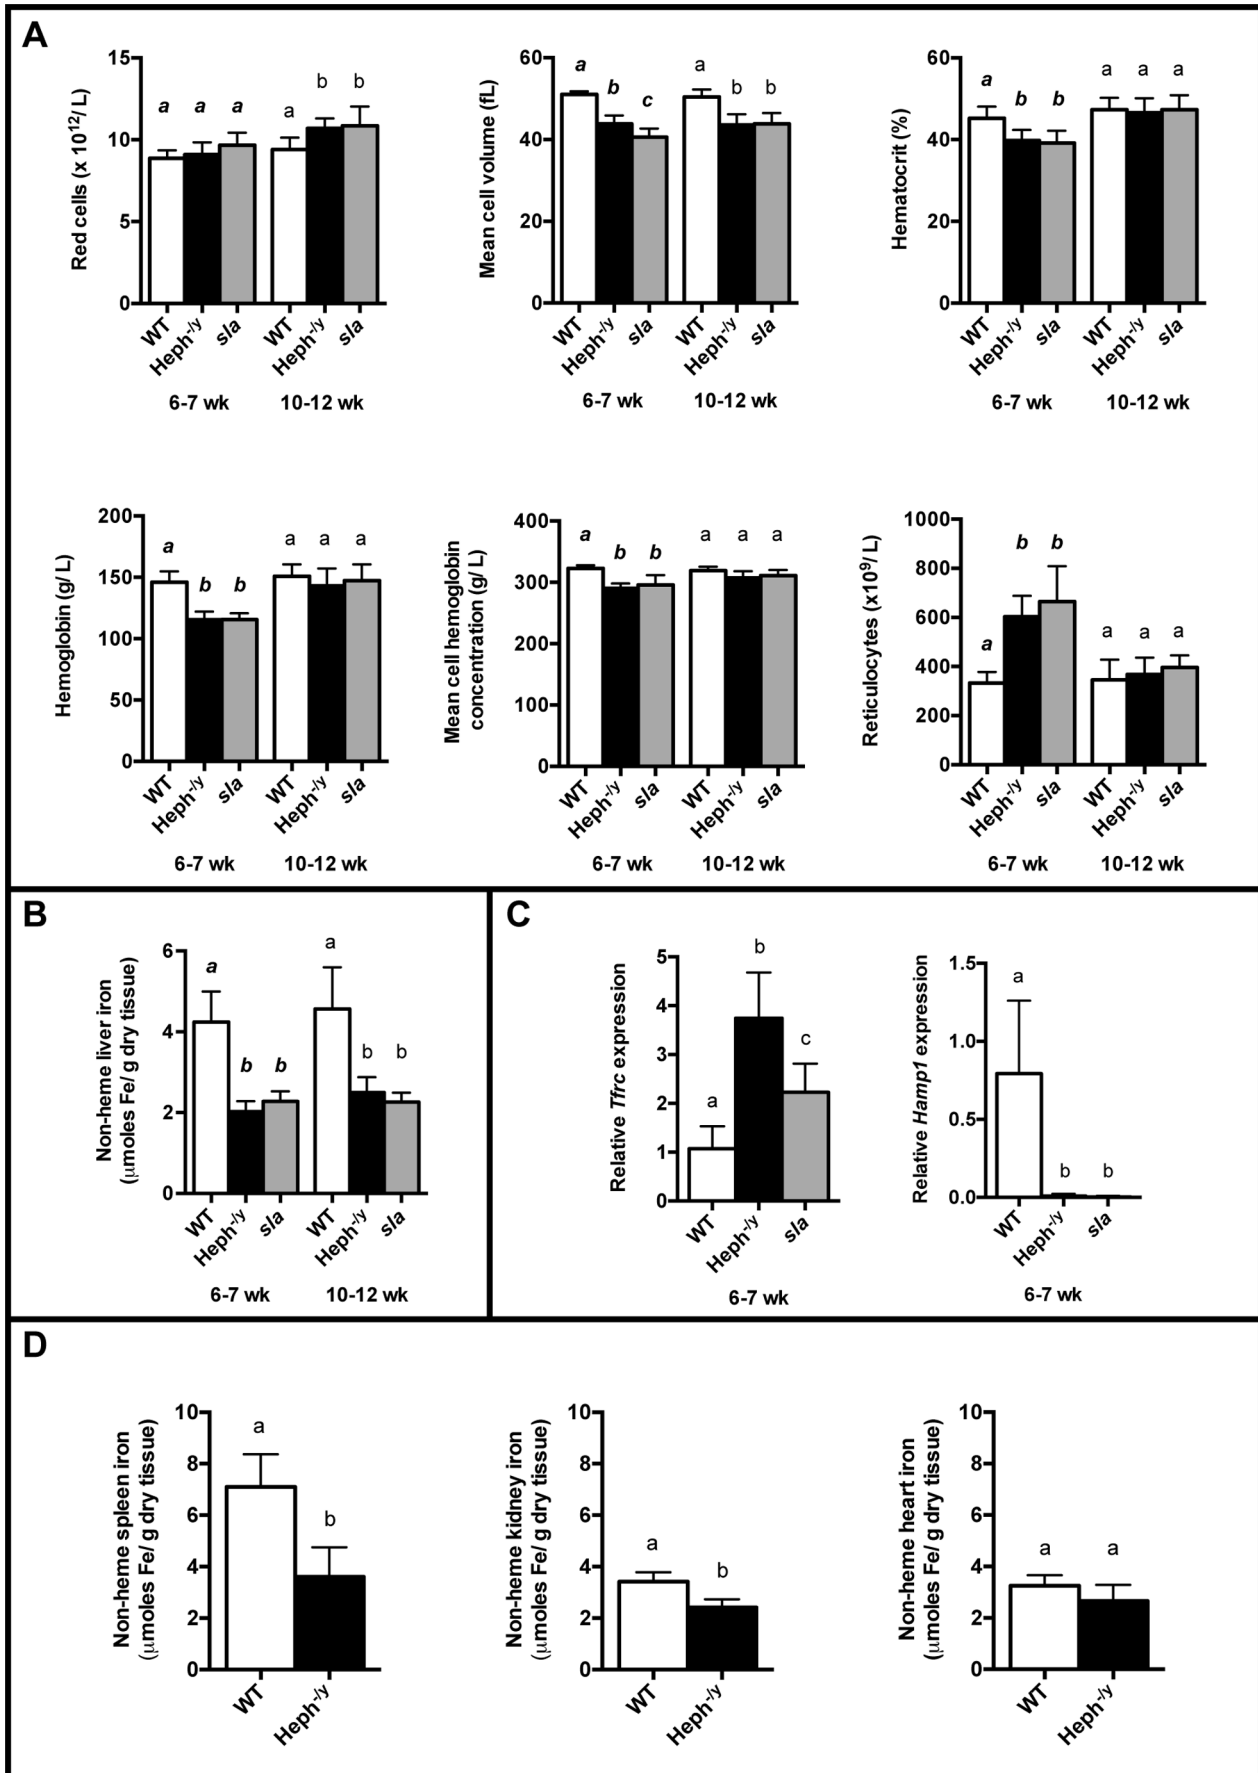 A
Red cells (x 10¹²/ L)
15
10
5
0
a a a a b b
WT Heph⁻/ʸ sla WT Heph⁻/ʸ sla
6-7 wk 10-12 wk
Mean cell volume (fL)
60
40
20
0
a b c a b b
WT Heph⁻/ʸ sla WT Heph⁻/ʸ sla
6-7 wk 10-12 wk
Hematocrit (%)
60
40
20
0
a b b a a a
WT Heph⁻/ʸ sla WT Heph⁻/ʸ sla
6-7 wk 10-12 wk
Hemoglobin (g/ L)
200
150
100
50
0
a b b a a a
WT Heph⁻/ʸ sla WT Heph⁻/ʸ sla
6-7 wk 10-12 wk
Mean cell hemoglobin
concentration (g/ L)
400
300
200
100
0
a b b a a a
WT Heph⁻/ʸ sla WT Heph⁻/ʸ sla
6-7 wk 10-12 wk
Reticulocytes (x10⁹/L)
1000
800
600
400
200
0
a b b a a a
WT Heph⁻/ʸ sla WT Heph⁻/ʸ sla
6-7 wk 10-12 wk
B
Non-heme liver iron
(μmoles Fe/ g dry tissue)
6
4
2
0
a b b a b b
WT Heph⁻/ʸ sla WT Heph⁻/ʸ sla
6-7 wk 10-12 wk
C
Relative Tfrc expression
5
4
3
2
1
0
a b c
WT Heph⁻/ʸ sla
6-7 wk
Relative Hamp1 expression
1.5
1.0
0.5
0.0
a b b
WT Heph⁻/ʸ sla
6-7 wk
D
Non-heme spleen iron
(μmoles Fe/ g dry tissue)
10
8
6
4
2
0
a b
WT Heph⁻/ʸ
Non-heme kidney iron
(μmoles Fe/ g dry tissue)
10
8
6
4
2
0
a b
WT Heph⁻/ʸ
Non-heme heart iron
(μmoles Fe/ g dry tissue)
10
8
6
4
2
0
a a
WT Heph⁻/ʸ